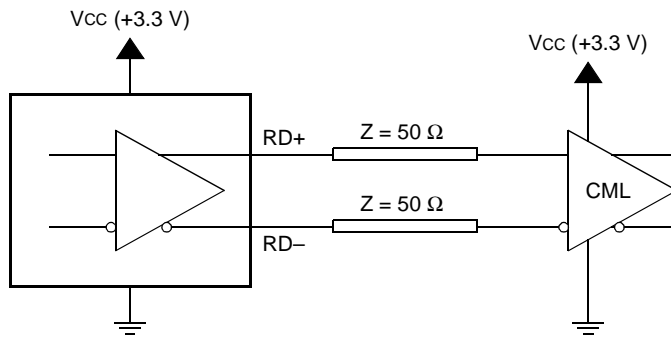 VCC (+3.3 V)
VCC (+3.3 V)
RD+
Z = 50 Ω
CML
Z = 50 Ω
RD–